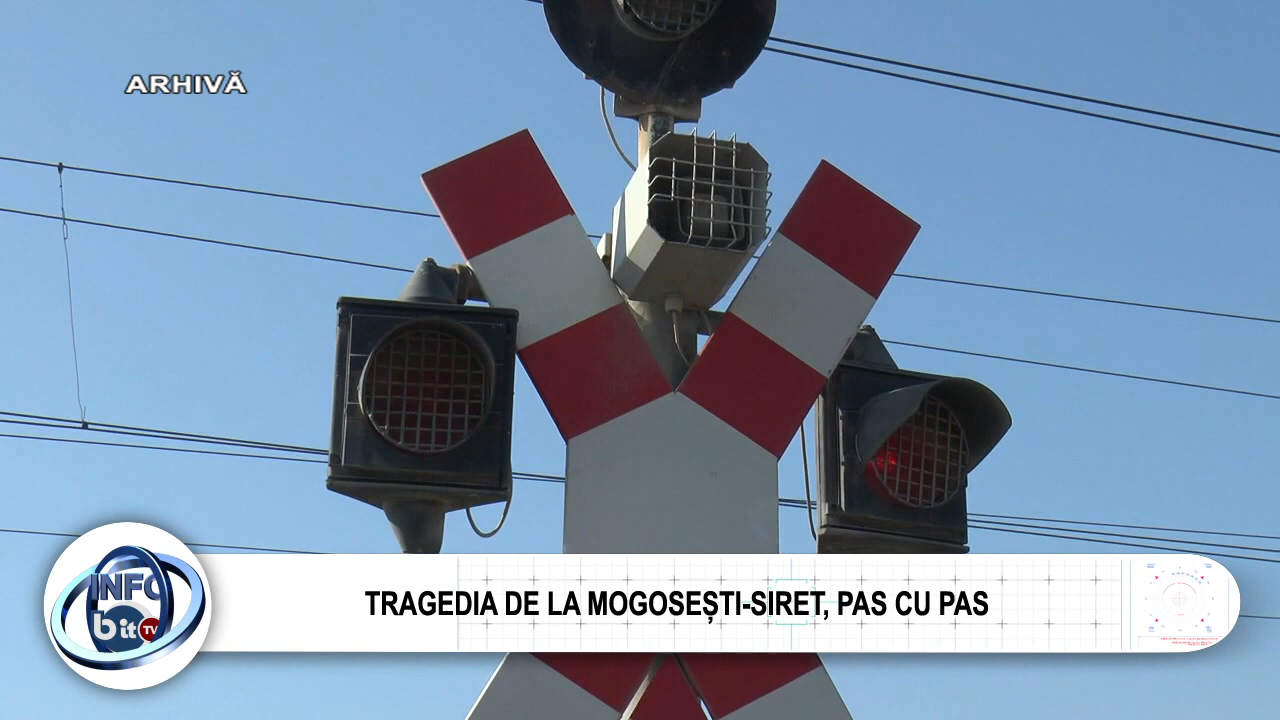 ARHIVĂ
INFO
bit TV
TRAGEDIA DE LA MOGOSEȘTI-SIRET, PAS CU PAS